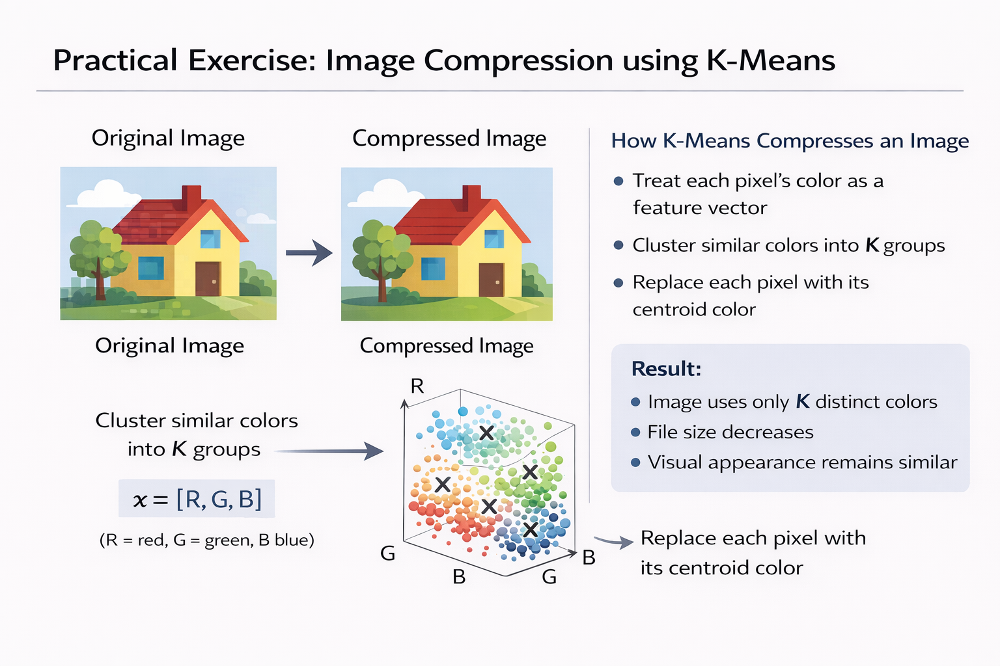 Practical Exercise: Image Compression using K-Means
Original Image
Compressed Image
Original Image
Compressed Image
Cluster similar colors
into K groups
x = [R, G, B]
(R = red, G = green, B blue)
R
X
X
X
X
X
G
B
G
B
How K-Means Compresses an Image
• Treat each pixel's color as a
feature vector
• Cluster similar colors into K groups
• Replace each pixel with its
centroid color
Result:
• Image uses only K distinct colors
• File size decreases
• Visual appearance remains similar
Replace each pixel with
its centroid color